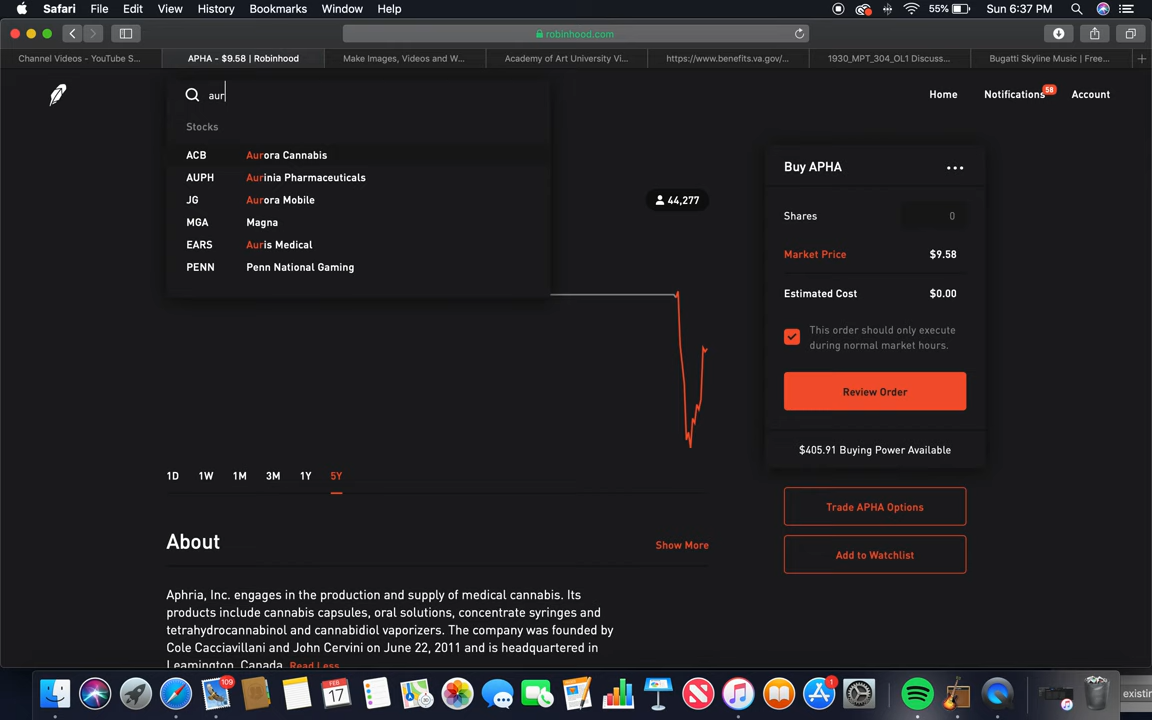 Safari File Edit View History Bookmarks Window Help 55% Sun 6:37 PM
robinhood.com
Channel Videos - YouTube S...
APHA - $9.58 | Robinhood
Make Images, Videos and W...
Academy of Art University Vi...
https://www.benefits.va.gov/...
1930_MPT_304_OL1 Discuss...
Bugatti Skyline Music | Free...
aur
Home Notifications 58 Account
Stocks
ACB Aurora Cannabis
AUPH Aurinia Pharmaceuticals
JG Aurora Mobile
MGA Magna
EARS Auris Medical
PENN Penn National Gaming
44,277
Buy APHA
Shares 0
Market Price $9.58
Estimated Cost $0.00
This order should only execute
during normal market hours.
Review Order
$405.91 Buying Power Available
Trade APHA Options
Add to Watchlist
1D 1W 1M 3M 1Y 5Y
About Show More
Aphria, Inc. engages in the production and supply of medical cannabis. Its
products include cannabis capsules, oral solutions, concentrate syringes and
tetrahydrocannabinol and cannabidiol vaporizers. The company was founded by
Cole Cacciavillani and John Cervini on June 22, 2011 and is headquartered in
Leamington, Canada. Read Less
109
FEB
17
1
existin